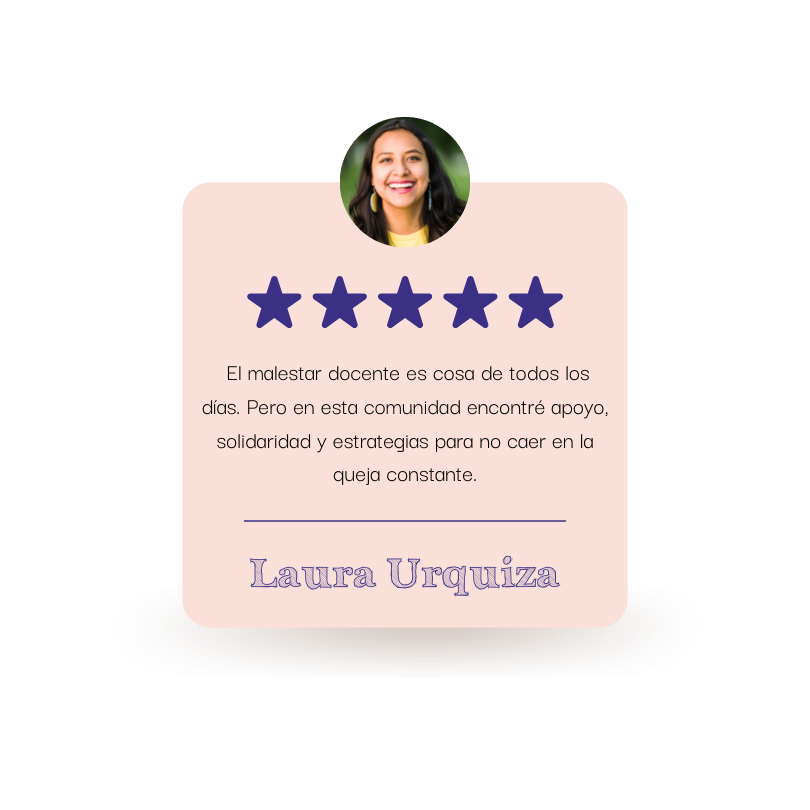 El malestar docente es cosa de todos los
días. Pero en esta comunidad encontré apoyo,
solidaridad y estrategias para no caer en la
queja constante.
Laura Urquiza